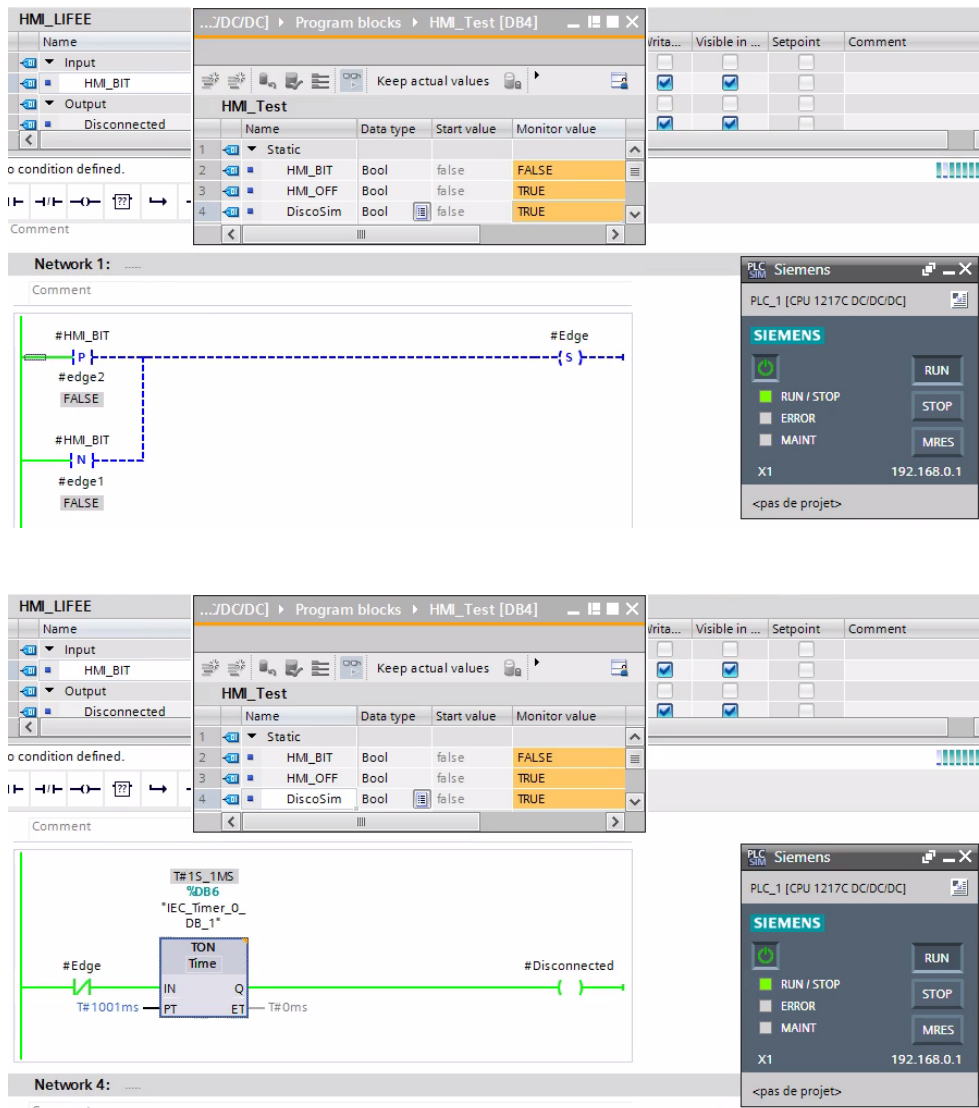 HMI_LIFEE
Name
Input
HMI_BIT
Output
Disconnected
.../DC/DC] Program blocks HMI_Test [DB4]
Keep actual values
HMI_Test
Name Data type Start value Monitor value
1 Static
2 HMI_BIT Bool false FALSE
3 HMI_OFF Bool false TRUE
4 DiscoSim Bool false TRUE
Writa... Visible in ... Setpoint Comment
o condition defined.
??
Comment
Network 1: .....
Comment
#HMI_BIT
P
#edge2
FALSE
#HMI_BIT
N
#edge1
FALSE
#Edge
S
PLC SIM Siemens
PLC_1 [CPU 1217C DC/DC/DC]
SIEMENS
RUN
RUN / STOP
STOP
ERROR
MAINT
MRES
X1 192.168.0.1
<pas de projet>
HMI_LIFEE
Name
Input
HMI_BIT
Output
Disconnected
.../DC/DC] Program blocks HMI_Test [DB4]
Keep actual values
HMI_Test
Name Data type Start value Monitor value
1 Static
2 HMI_BIT Bool false FALSE
3 HMI_OFF Bool false TRUE
4 DiscoSim Bool false TRUE
Writa... Visible in ... Setpoint Comment
o condition defined.
??
Comment
T#1S_1MS
%DB6
"IEC_Timer_0_
DB_1"
TON
Time
#Edge
IN Q
T#1001ms PT ET T#0ms
#Disconnected
Network 4: .....
PLC SIM Siemens
PLC_1 [CPU 1217C DC/DC/DC]
SIEMENS
RUN
RUN / STOP
STOP
ERROR
MAINT
MRES
X1 192.168.0.1
<pas de projet>